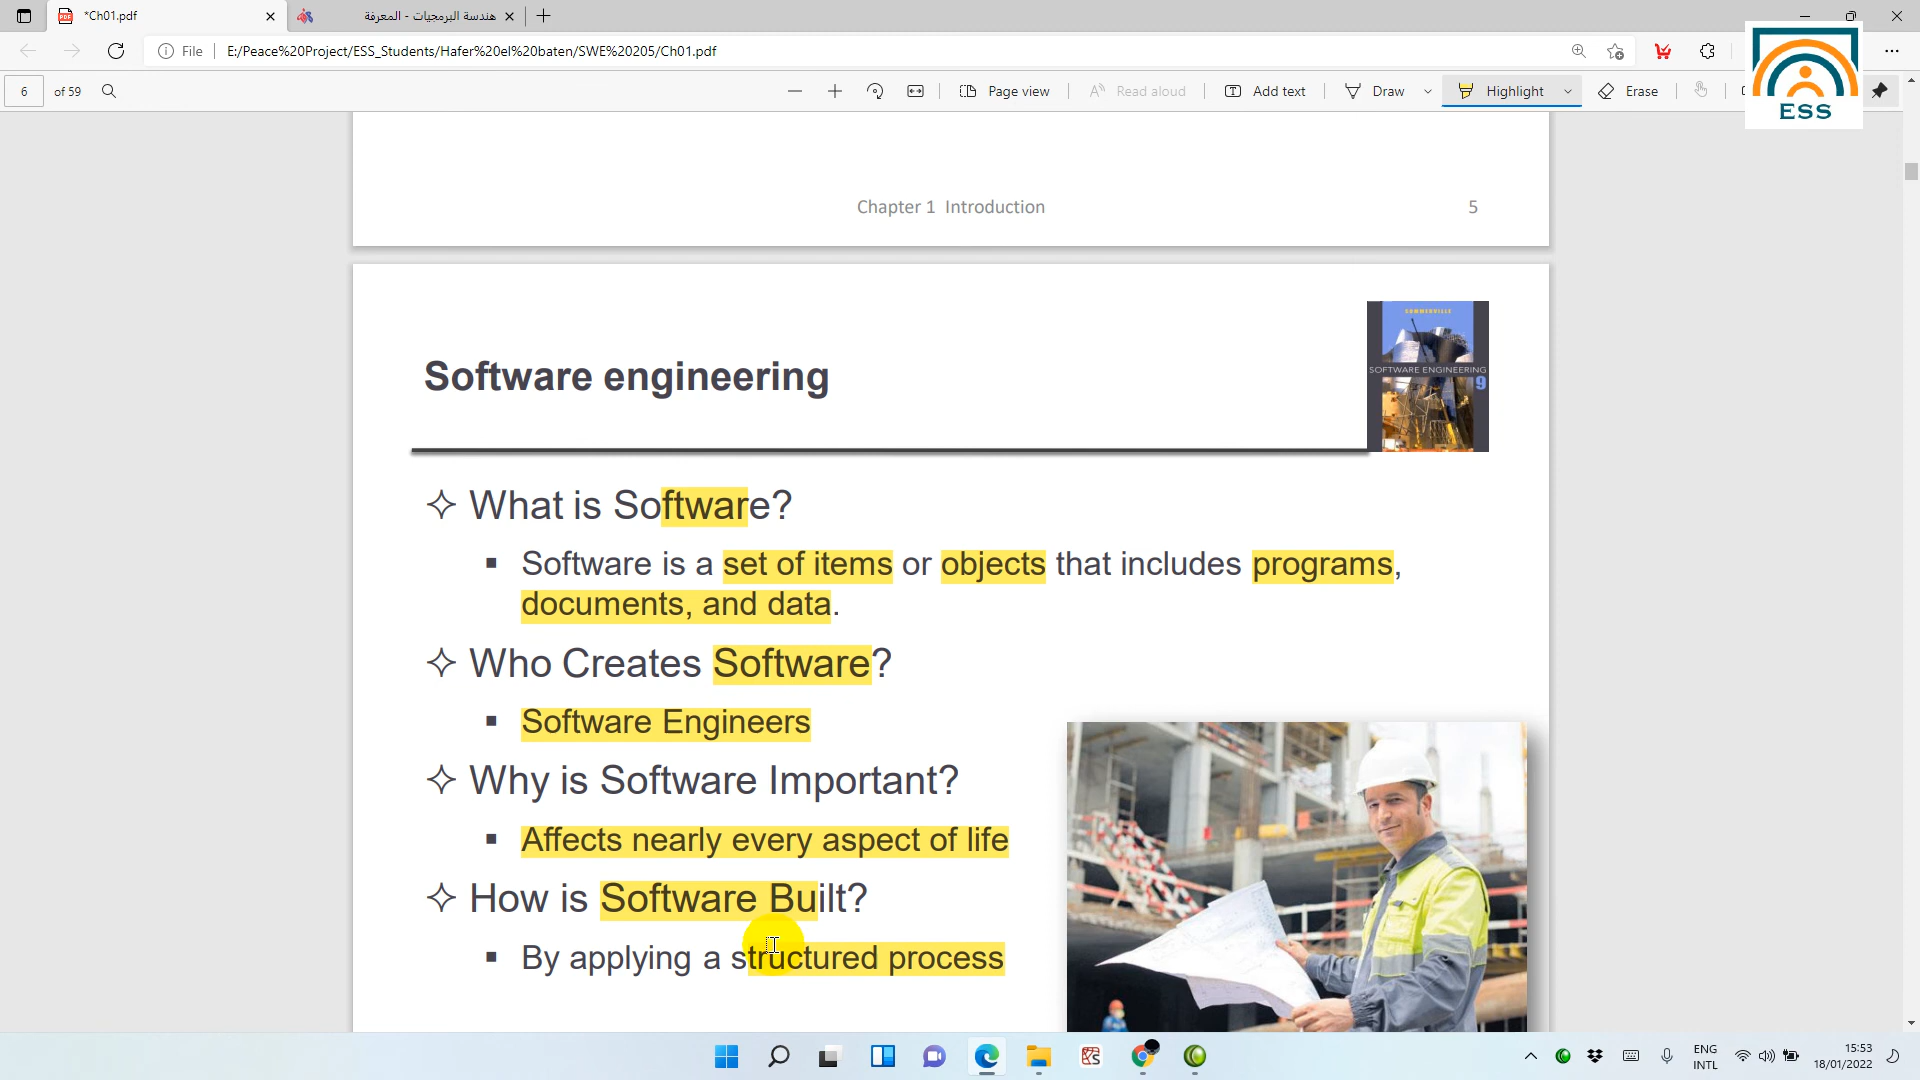 *Ch01.pdf
هندسة البرمجيات - المعرفة
File
E:/Peace%20Project/ESS_Students/Hafer%20el%20baten/SWE%20205/Ch01.pdf
6 of 59
Page view
Read aloud
Add text
Draw
Highlight
Erase
ESS
Chapter 1 Introduction
5
SOMMERVILLE
SOFTWARE ENGINEERING
9
Software engineering
What is Software?
Software is a set of items or objects that includes programs,
documents, and data.
Who Creates Software?
Software Engineers
Why is Software Important?
Affects nearly every aspect of life
How is Software Built?
By applying a structured process
ENG
INTL
15:53
18/01/2022